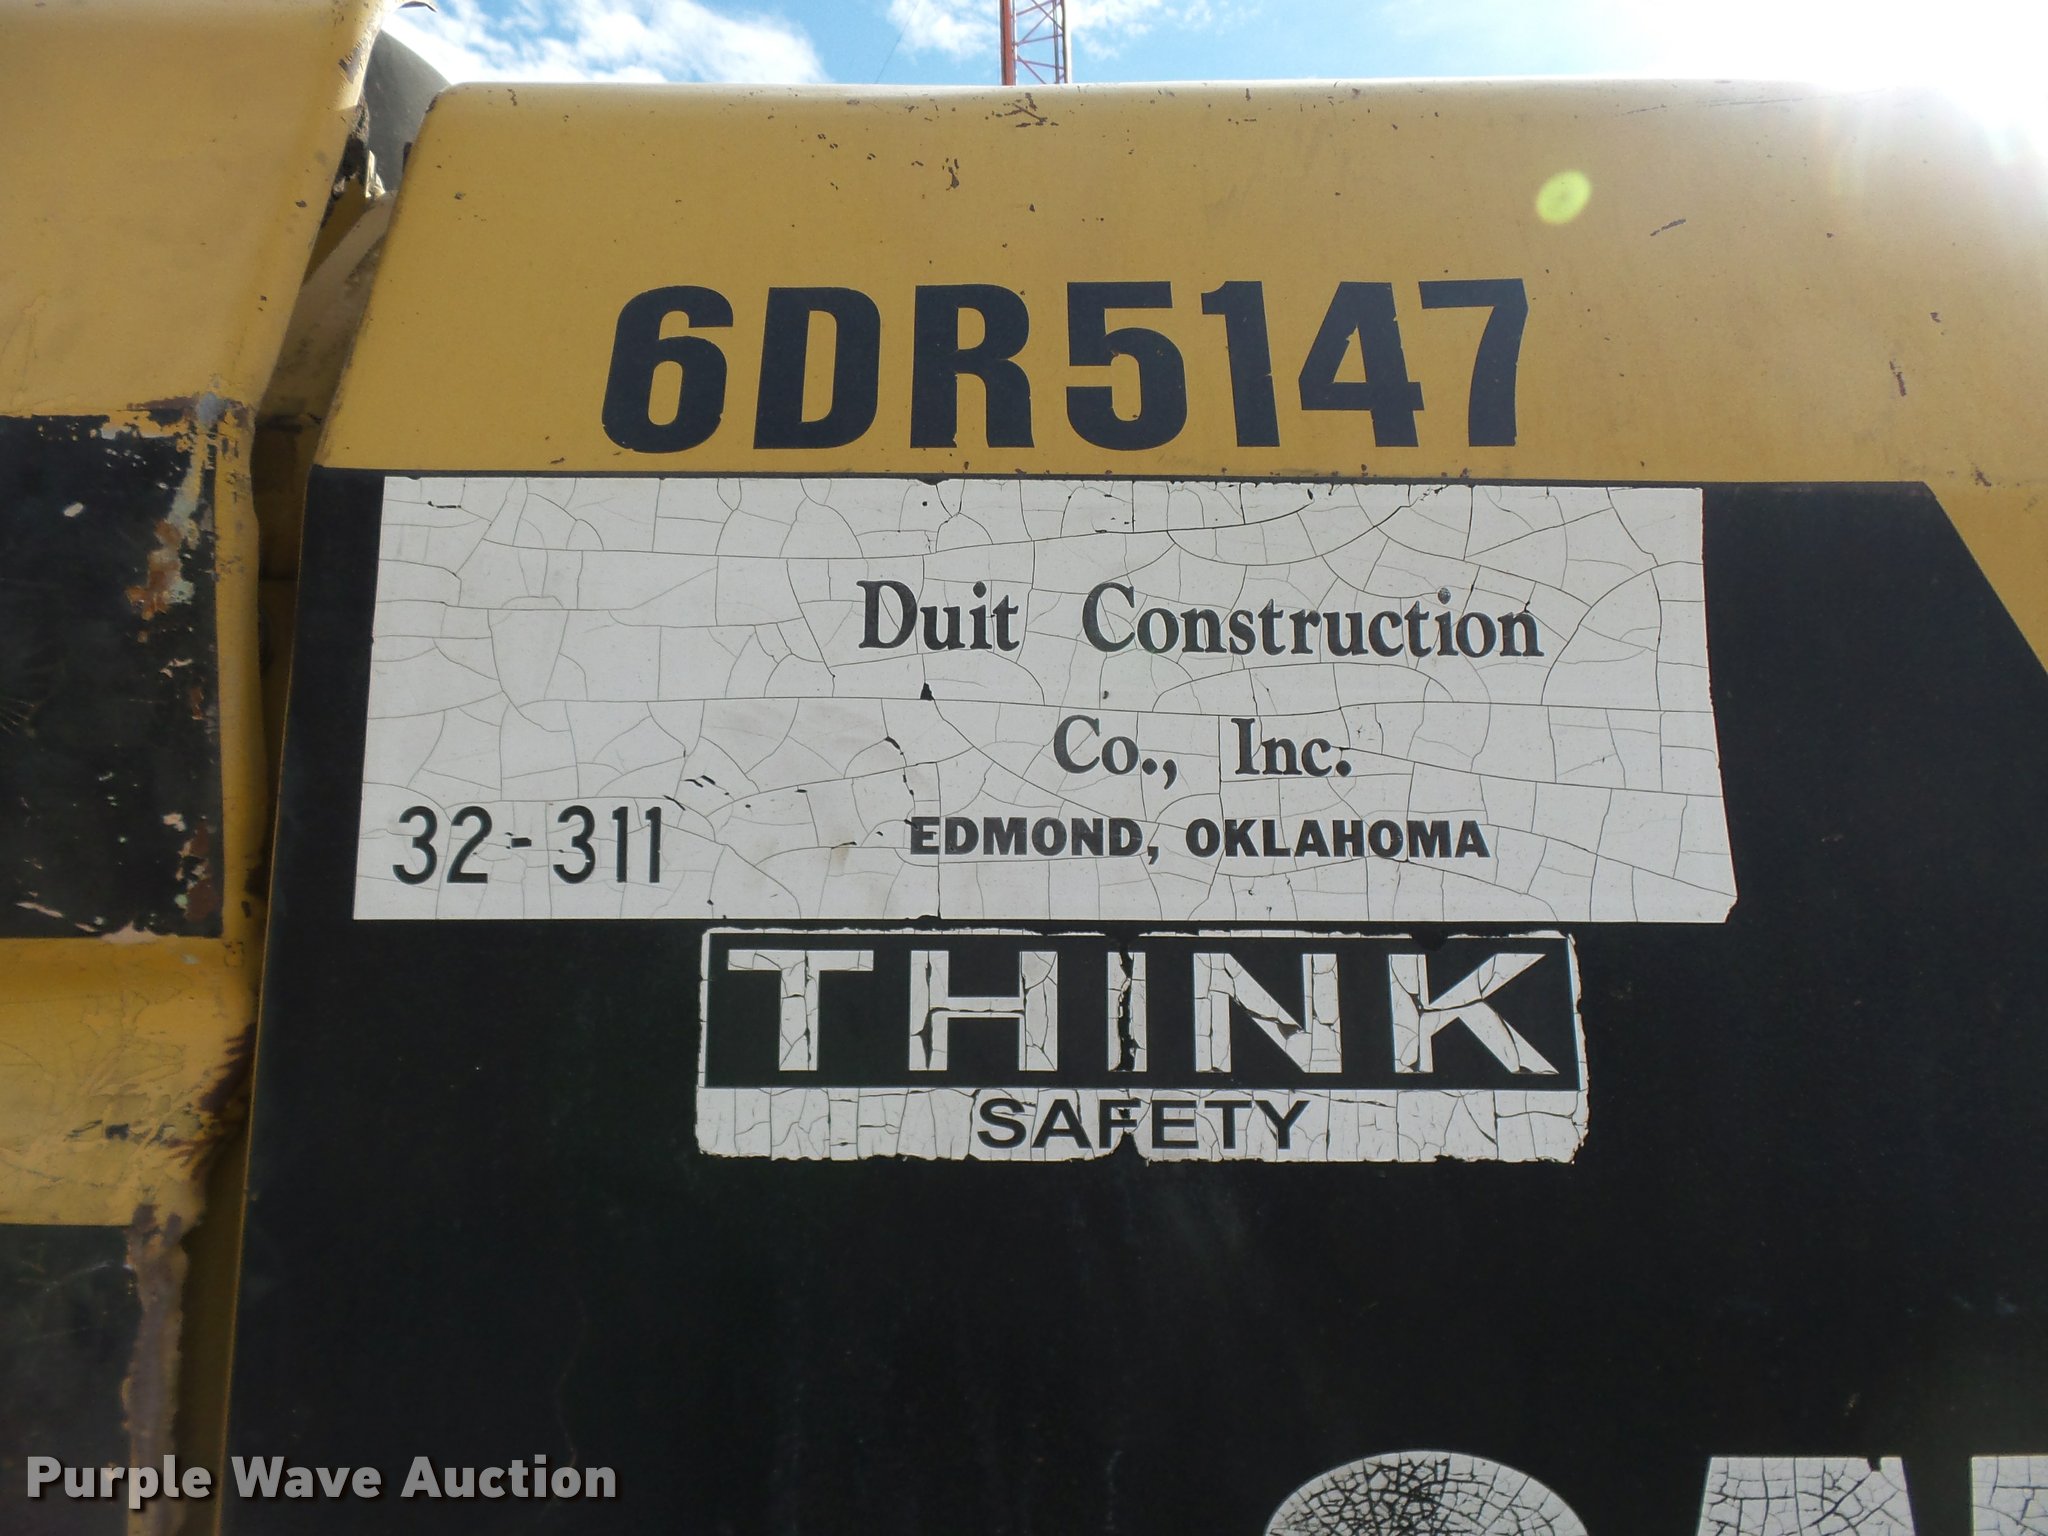 6DR5147
Duit Construction
Co., Inc.
32-311
EDMOND, OKLAHOMA
THINK
SAFETY
Purple Wave Auction